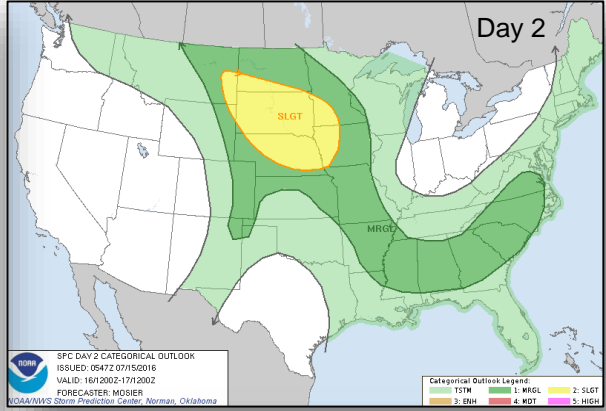 Day 2
SLGT
MRGL
NOAA
SPC DAY 2 CATEGORICAL OUTLOOK
ISSUED: 0547Z 07/15/2016
VALID: 16/1200Z-17/1200Z
FORECASTER: MOSIER
NOAA/NWS Storm Prediction Center, Norman, Oklahoma
Categorical Outlook Legend:
TSTM 1: MRGL 2: SLGT
3: ENH 4: MDT 5: HIGH